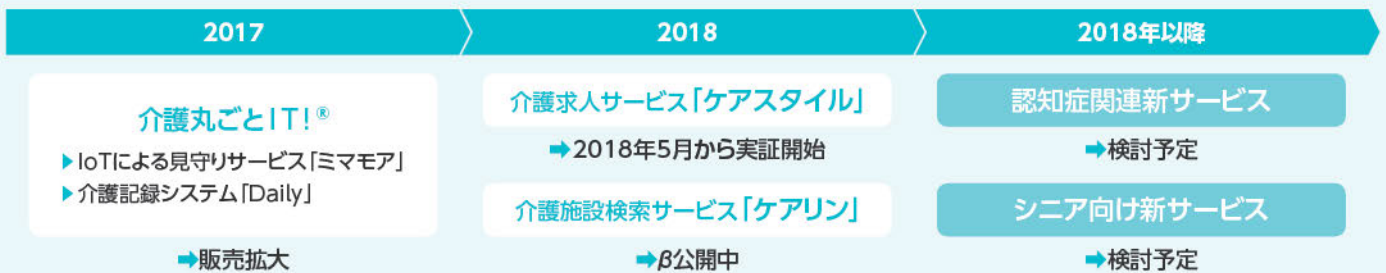 2017
2018
2018年以降
介護丸ごとIT!®
▶IoTによる見守りサービス「ミマモア」
▶介護記録システム「Daily」
➡販売拡大
介護求人サービス「ケアスタイル」
➡2018年5月から実証開始
介護施設検索サービス「ケアリン」
➡β公開中
認知症関連新サービス
➡検討予定
シニア向け新サービス
➡検討予定